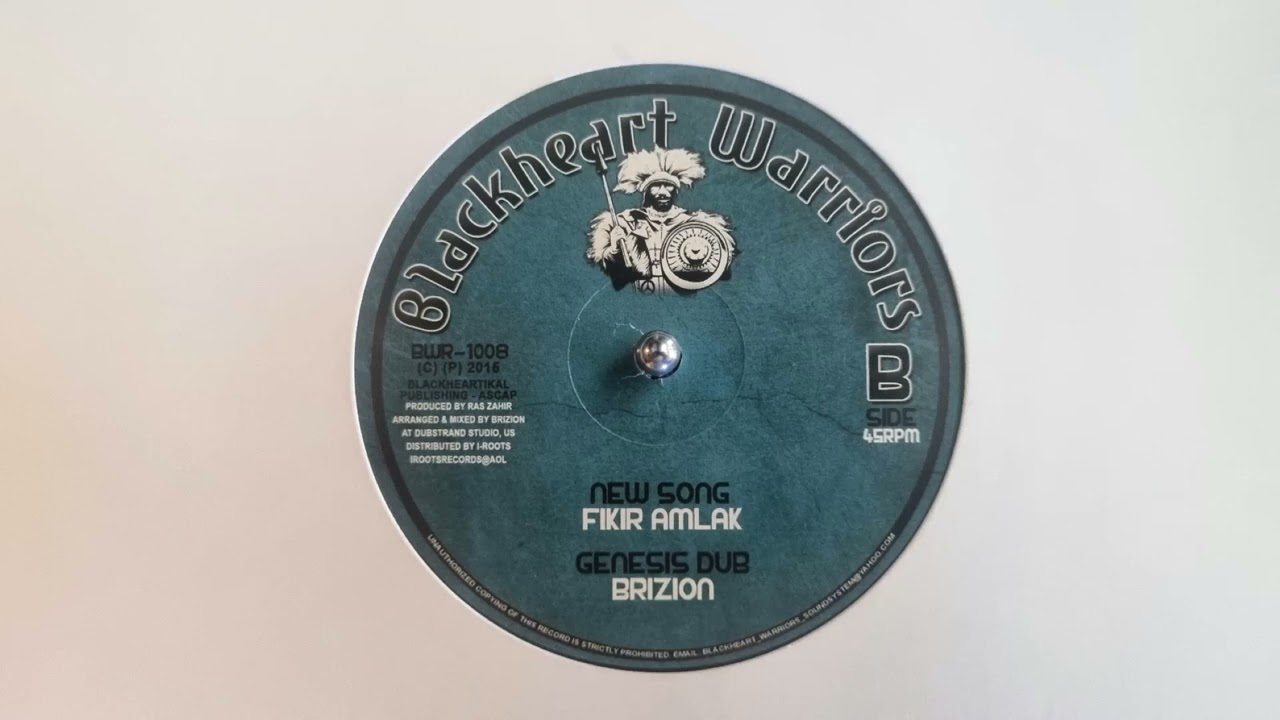 Blackheart Warriors
BWR-1008
(C) (P) 2016
BLACKHEARTIKAL
PUBLISHING - ASCAP
PRODUCED BY RAS ZAHIR
ARRANGED & MIXED BY BRIZION
AT DUBSTRAND STUDIO, US
DISTRIBUTED BY I-ROOTS
IROOTSRECORDS@AOL
B
SIDE
45RPM
NEW SONG
FIKIR AMLAK
GENESIS DUB
BRIZION
UNAUTHORIZED COPYING OF THIS RECORD IS STRICTLY PROHIBITED. EMAIL: BLACKHEART_WARRIORS_SOUNDSYSTEM@YAHOO.COM